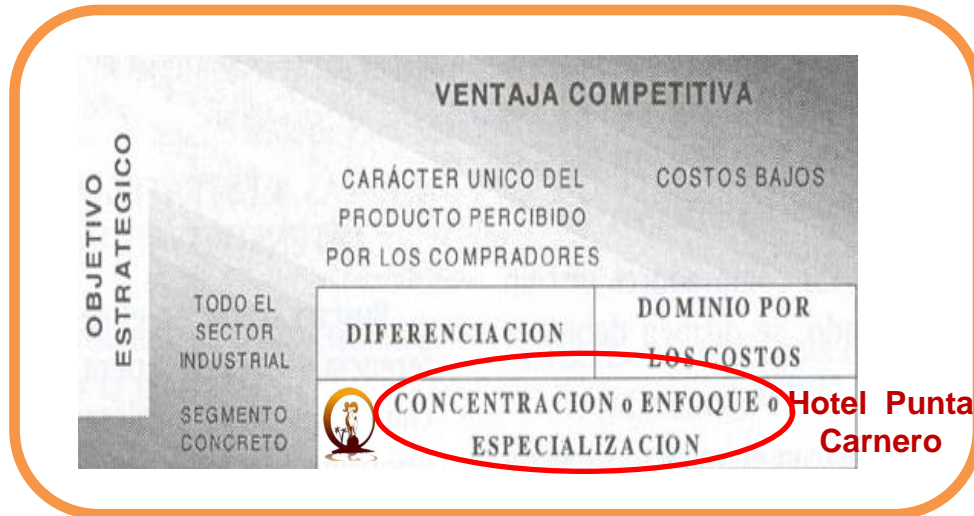 VENTAJA COMPETITIVA
OBJETIVO
ESTRATEGICO
CARÁCTER UNICO DEL
PRODUCTO PERCIBIDO
POR LOS COMPRADORES
COSTOS BAJOS
TODO EL
SECTOR
INDUSTRIAL
DIFERENCIACION
DOMINIO POR
LOS COSTOS
SEGMENTO
CONCRETO
CONCENTRACION o ENFOQUE o
ESPECIALIZACION
Hotel Punta
Carnero